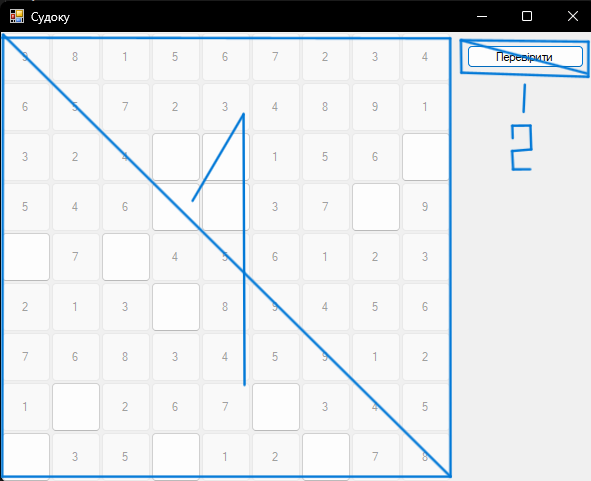 Судоку
9 8 1 5 6 7 2 3 4
Перевірити
6 5 7 2 3 4 8 9 1
3 2 4 1 5 6
5 4 6 3 7 9
7 4 5 6 1 2 3
2 1 3 8 9 4 5 6
7 6 8 3 4 5 9 1 2
1 2 6 7 3 4 5
3 5 1 2 7 8
1
2